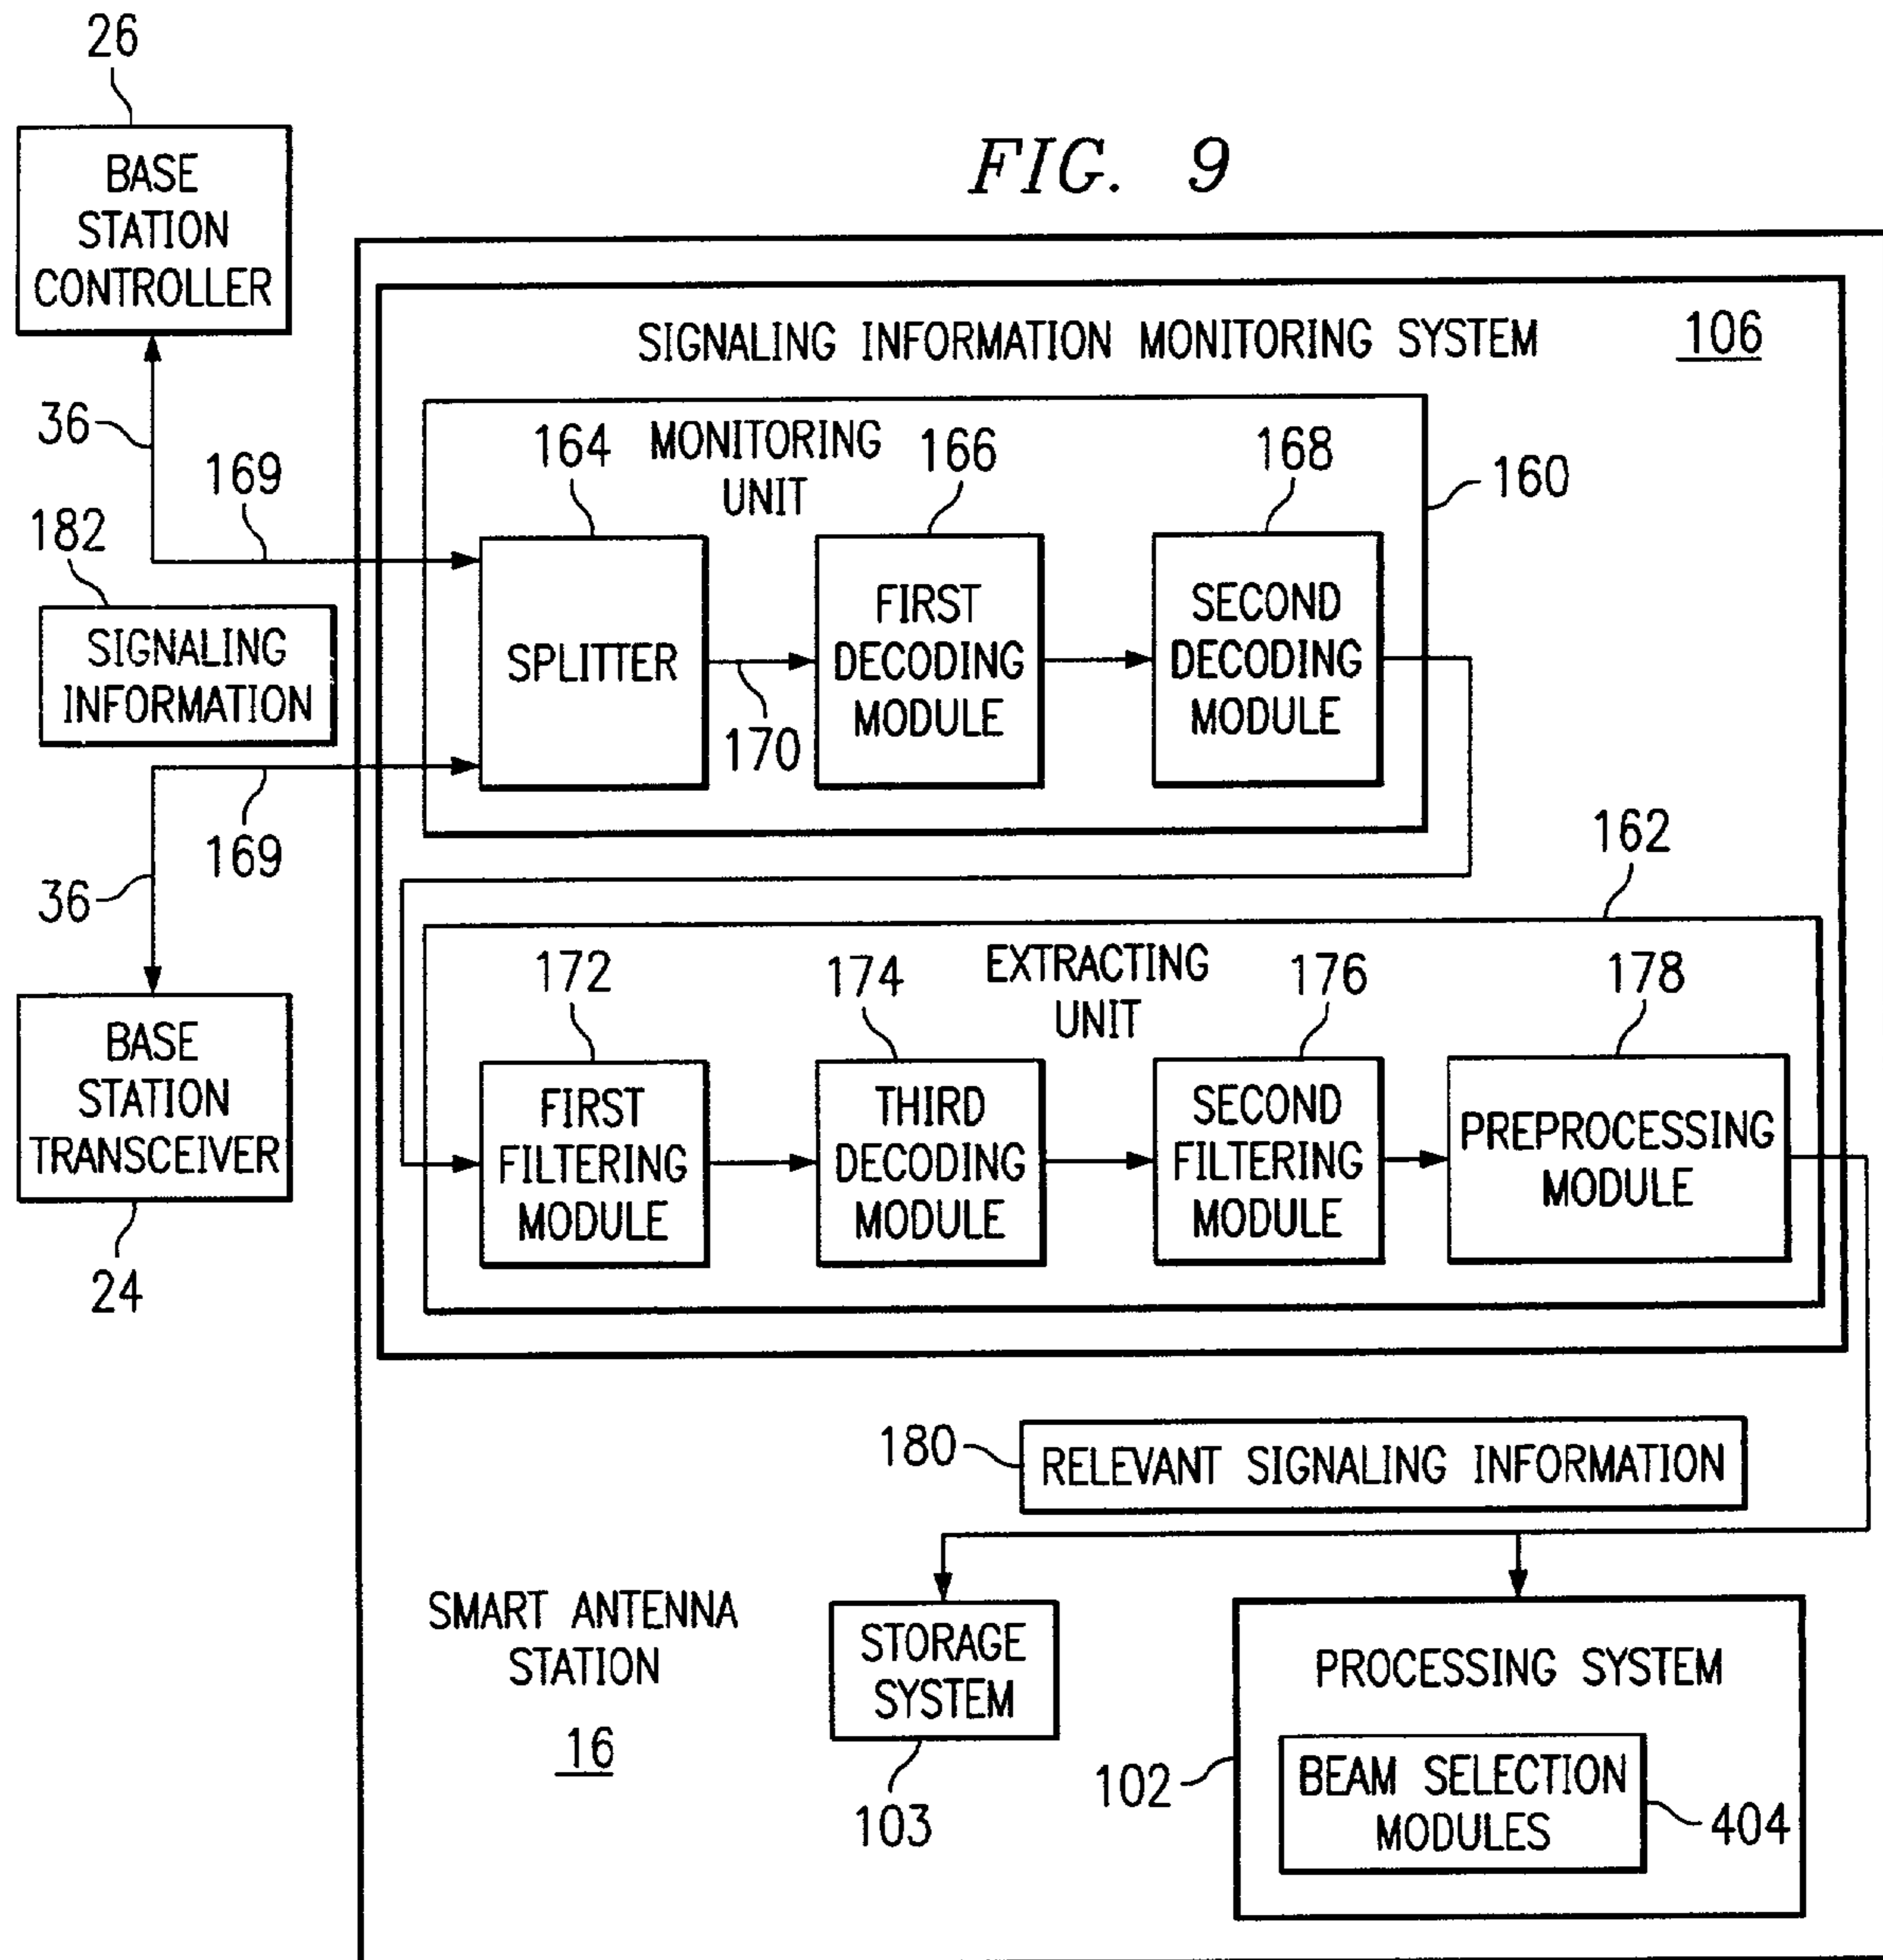 FIG. 9
26
BASE
STATION
CONTROLLER
36
169
182
SIGNALING
INFORMATION
169
36
BASE
STATION
TRANSCEIVER
24
SIGNALING INFORMATION MONITORING SYSTEM 106
MONITORING
UNIT
160
164
SPLITTER
170
166
FIRST
DECODING
MODULE
168
SECOND
DECODING
MODULE
162
EXTRACTING
UNIT
172
FIRST
FILTERING
MODULE
174
THIRD
DECODING
MODULE
176
SECOND
FILTERING
MODULE
178
PREPROCESSING
MODULE
180
RELEVANT SIGNALING INFORMATION
SMART ANTENNA
STATION
16
STORAGE
SYSTEM
103
PROCESSING SYSTEM
102
BEAM SELECTION
MODULES
404